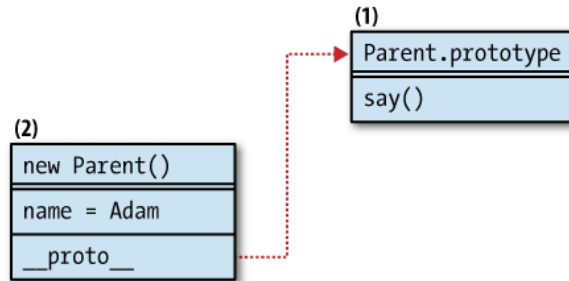 (1)
Parent.prototype
say()
(2)
new Parent()
name = Adam
__proto__